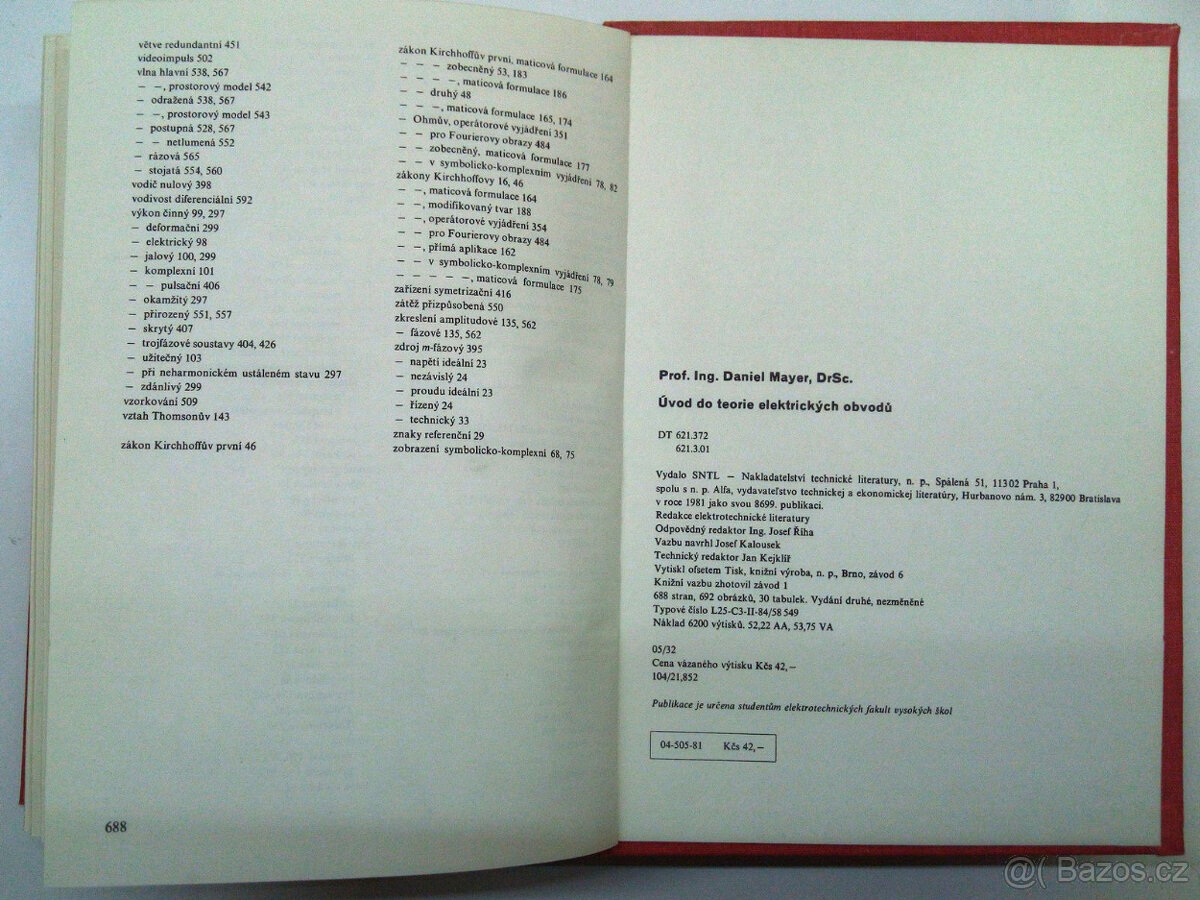 větve redundantní 451
videoimpuls 502
vlna hlavní 538, 567
– –, prostorový model 542
– odražená 538, 567
– –, prostorový model 543
– postupná 528, 567
– – netlumená 552
– rázová 565
– stojatá 554, 560
vodič nulový 398
vodivost diferenciální 592
výkon činný 99, 297
– deformační 299
– elektrický 98
– jalový 100, 299
– komplexní 101
– – pulsační 406
– okamžitý 297
– přirozený 551, 557
– skrytý 407
– trojfázové soustavy 404, 426
– užitečný 103
– při neharmonickém ustáleném stavu 297
– zdánlivý 299
vzorkování 509
vztah Thomsonův 143
zákon Kirchhoffův první 46
688
zákon Kirchhoffův první, maticová formulace 164
– – – zobecněný 53, 183
– – – –, maticová formulace 186
– – druhý 48
– – –, maticová formulace 165, 174
– Ohmův, operátorové vyjádření 351
– – pro Fourierovy obrazy 484
– – zobecněný, maticová formulace 177
– – v symbolicko-komplexním vyjádření 78, 82
zákony Kirchhoffovy 16, 46
– –, maticová formulace 164
– –, modifikovaný tvar 188
– –, operátorové vyjádření 354
– – pro Fourierovy obrazy 484
– –, přímá aplikace 162
– – v symbolicko-komplexním vyjádření 78, 79
– – – – –, maticová formulace 175
zařízení symetrizační 416
zátěž přizpůsobená 550
zkreslení amplitudové 135, 562
– fázové 135, 562
zdroj m-fázový 395
– napětí ideální 23
– nezávislý 24
– proudu ideální 23
– řízený 24
– technický 33
znaky referenční 29
zobrazení symbolicko-komplexní 68, 75
Prof. Ing. Daniel Mayer, DrSc.
Úvod do teorie elektrických obvodů
DT 621.372
621.3.01
Vydalo SNTL – Nakladatelství technické literatury, n. p., Spálená 51, 11302 Praha 1,
spolu s n. p. Alfa, vydavateľstvo technickej a ekonomickej literatúry, Hurbanovo nám. 3, 82900 Bratislava
v roce 1981 jako svou 8699. publikaci.
Redakce elektrotechnické literatury
Odpovědný redaktor Ing. Josef Říha
Vazbu navrhl Josef Kalousek
Technický redaktor Jan Kejklíř
Vytiskl ofsetem Tisk, knižní výroba, n. p., Brno, závod 6
Knižní vazbu zhotovil závod 1
688 stran, 692 obrázků, 30 tabulek. Vydání druhé, nezměněné
Typové číslo L25-C3-II-84/58 549
Náklad 6200 výtisků. 52,22 AA, 53,75 VA
05/32
Cena vázaného výtisku Kčs 42,–
104/21,852
Publikace je určena studentům elektrotechnických fakult vysokých škol
04-505-81 Kčs 42,–
@( Bazos.cz